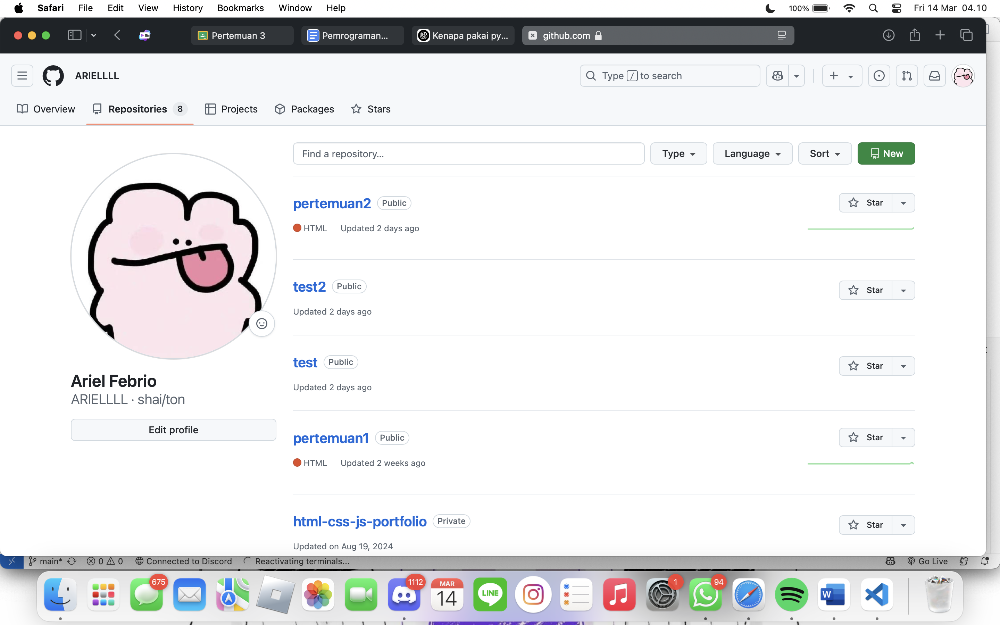 Safari File Edit View History Bookmarks Window Help 100% Fri 14 Mar 04.10
Pertemuan 3 Pemrograman... Kenapa pakai py... github.com
ARIELLLL Type / to search
Overview Repositories 8 Projects Packages Stars
Find a repository... Type Language Sort New
pertemuan2 Public Star
HTML Updated 2 days ago
test2 Public Star
Updated 2 days ago
test Public Star
Updated 2 days ago
Ariel Febrio
ARIELLLL · shai/ton
Edit profile
pertemuan1 Public Star
HTML Updated 2 weeks ago
html-css-js-portfolio Private Star
Updated on Aug 19, 2024
main* 0 0 Connected to Discord Reactivating terminals... Go Live
675 1112 MAR 14 LINE 1 94 W